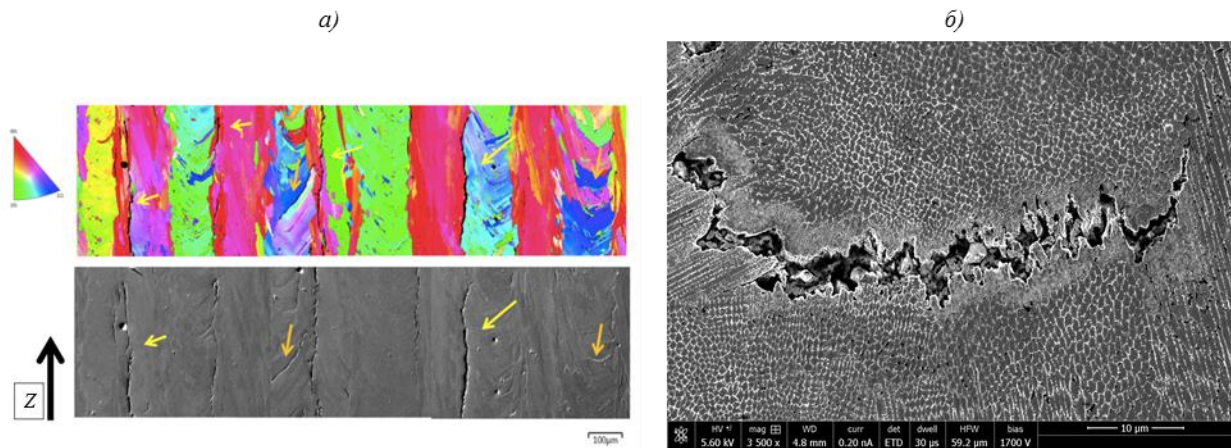 а)
б)
Z
100µm
HV
mag
WD
curr
det
dwell
HFW
bias
10 µm
5.60 kV
3 500 x
4.8 mm
0.20 nA
ETD
30 µs
59.2 µm
1700 V